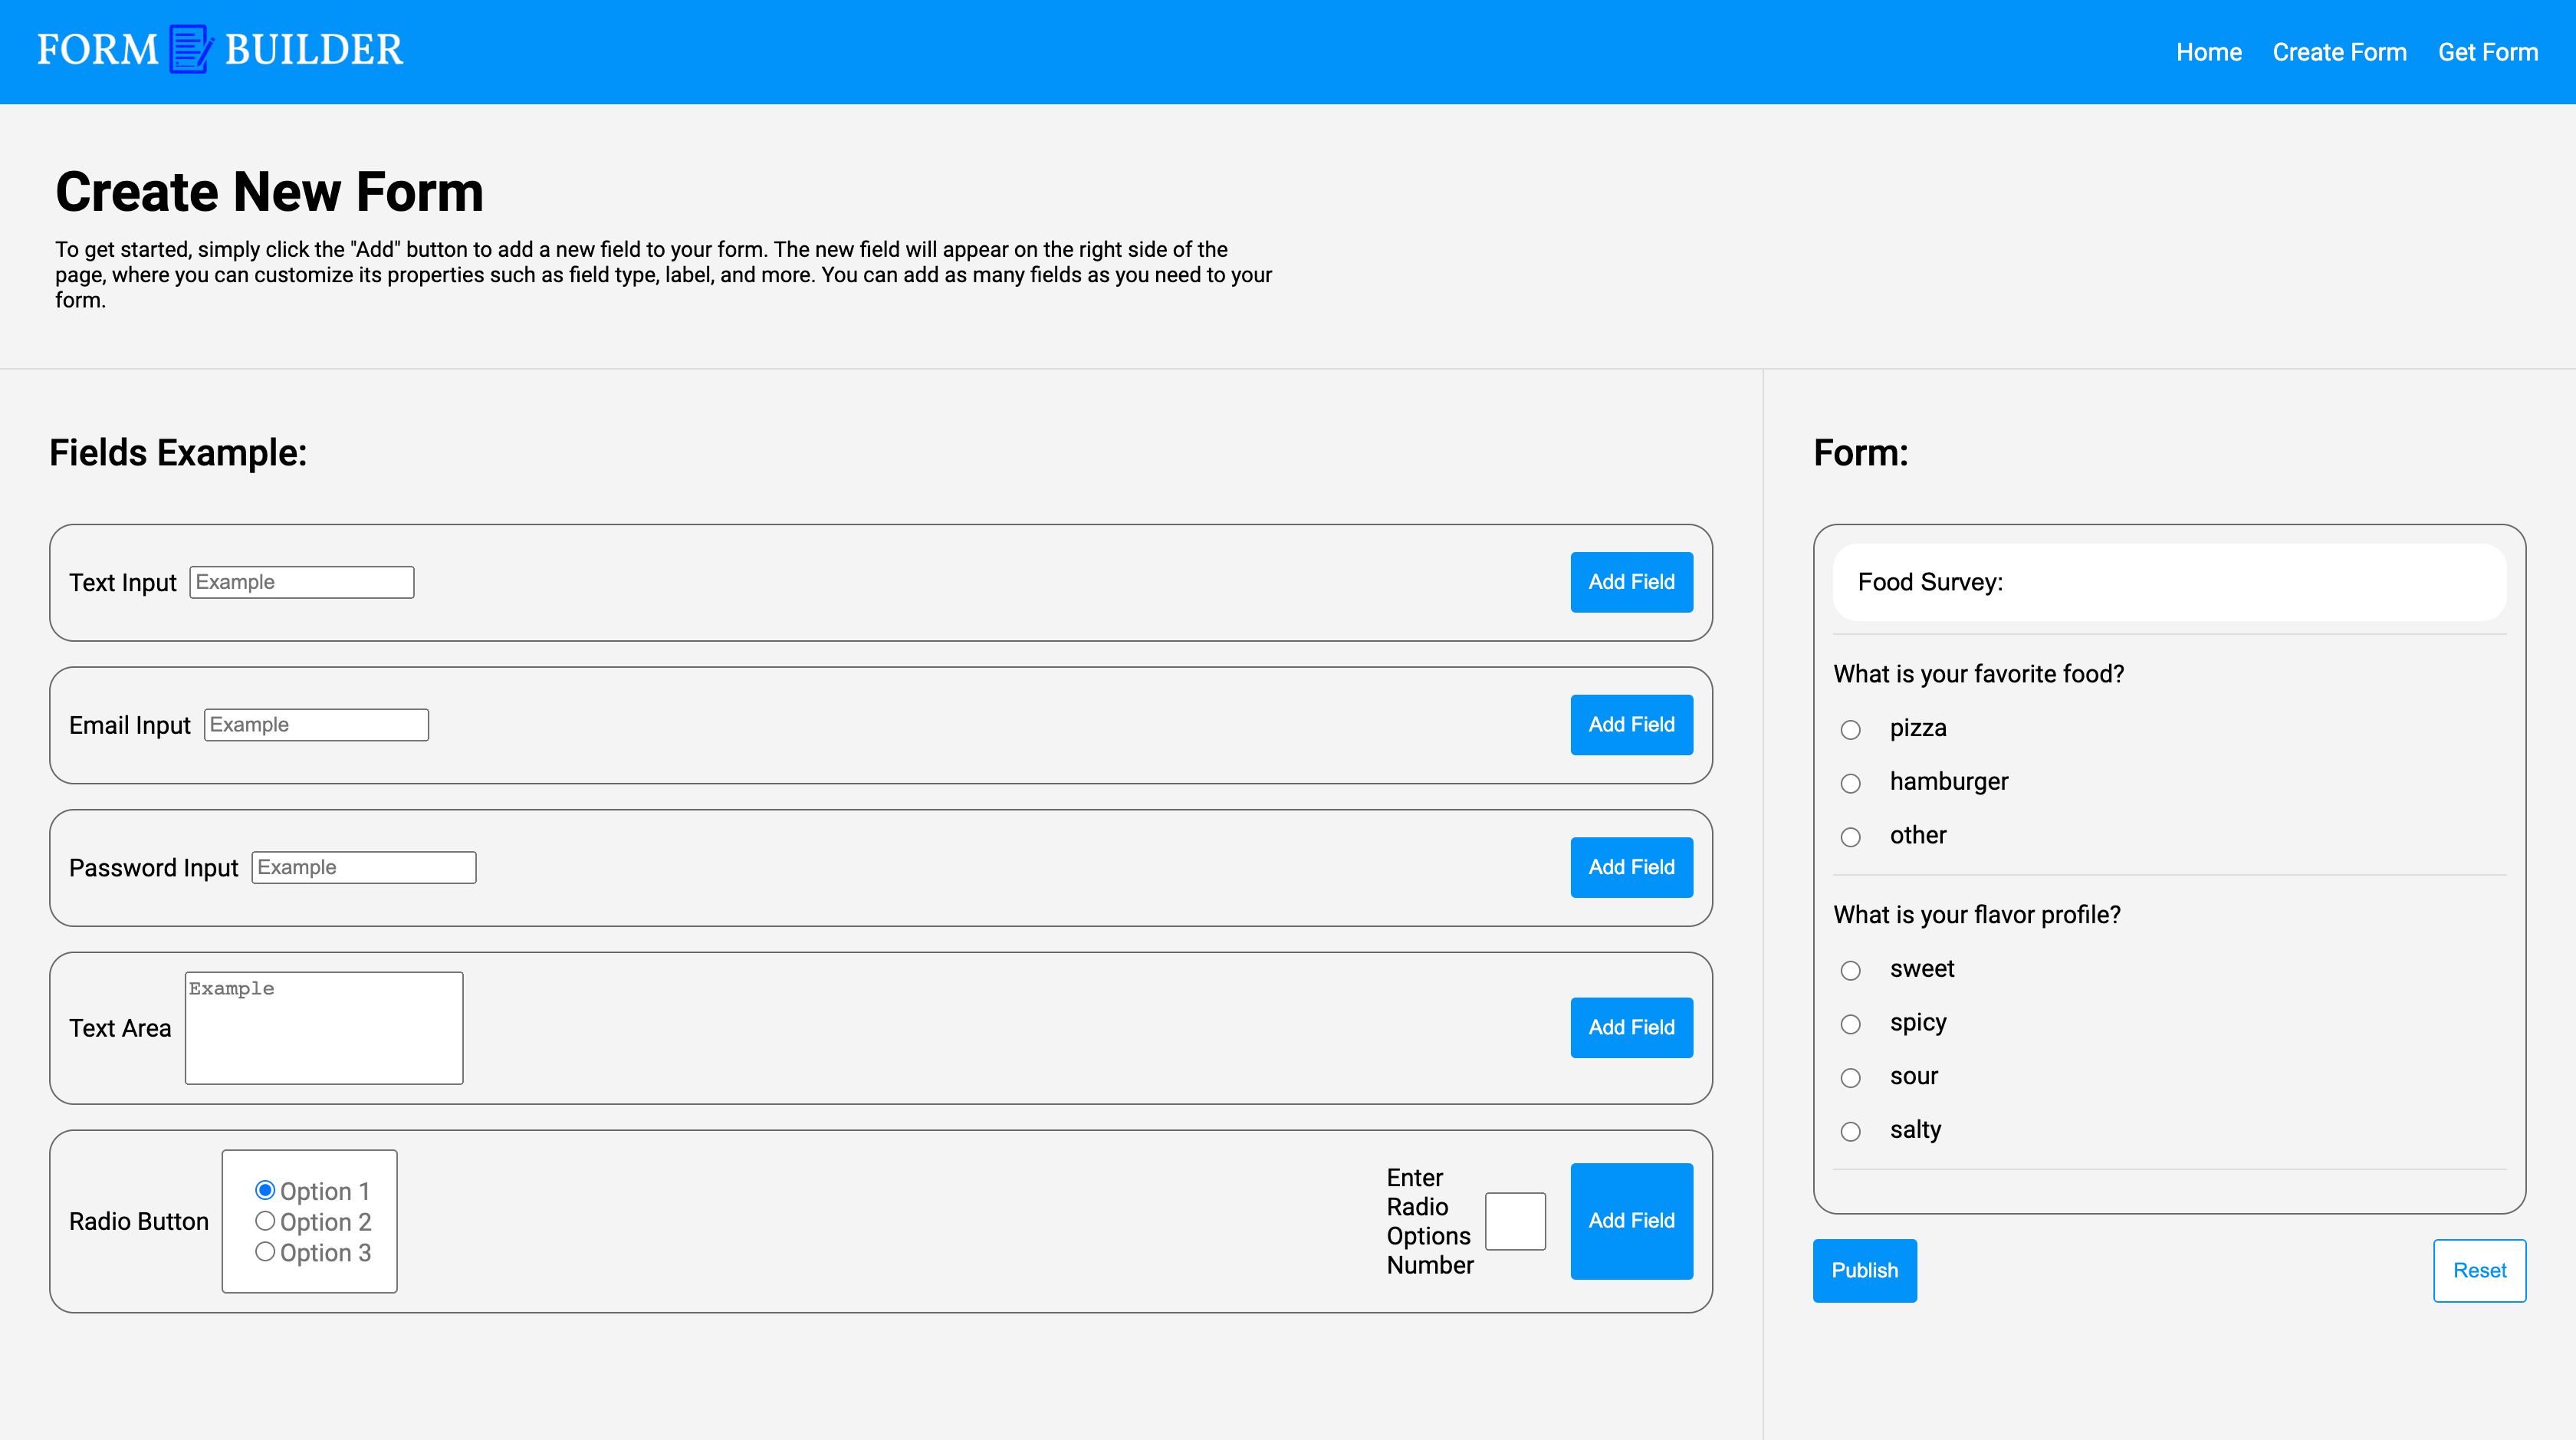 FORM BUILDER
Home Create Form Get Form
Create New Form
To get started, simply click the "Add" button to add a new field to your form. The new field will appear on the right side of the
page, where you can customize its properties such as field type, label, and more. You can add as many fields as you need to your
form.
Fields Example:
Text Input Example Add Field
Email Input Example Add Field
Password Input Example Add Field
Text Area Example Add Field
Radio Button
Option 1
Option 2
Option 3
Enter
Radio
Options
Number
Add Field
Form:
Food Survey:
What is your favorite food?
pizza
hamburger
other
What is your flavor profile?
sweet
spicy
sour
salty
Publish Reset